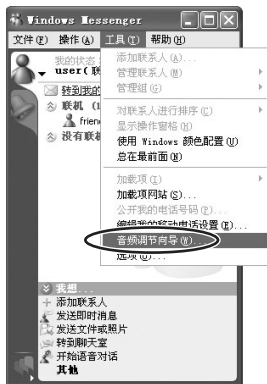 Windows Messenger
文件(F) 操作(A) 工具(T) 帮助(H)
我的状态
user(联
转到我的
联机 (1
frien
没有联
添加联系人(A)...
管理联系人(M)
管理组(G)
对联系人进行排序(C)
显示操作窗格(H)
使用 Windows 颜色配置(U)
总在最前面(N)
加载项(I)
加载项网站(S)...
公开我的电话号码(P)...
编辑我的移动电话设置(E)...
音频调节向导(W)...
选项(O)...
我想...
添加联系人
发送即时消息
发送文件或照片
转到聊天室
开始语音对话
其他